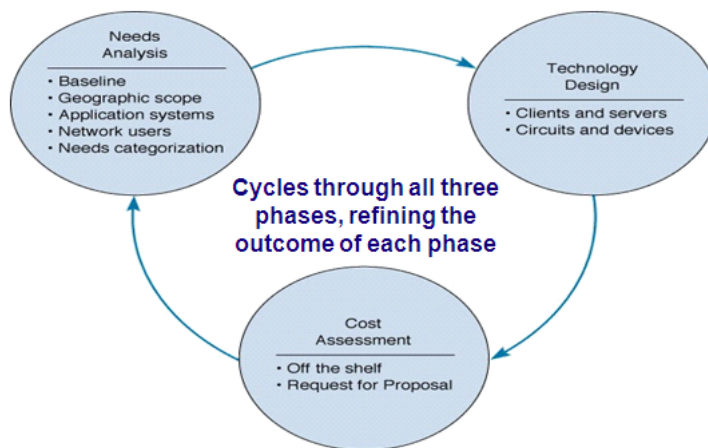 Needs
Analysis
• Baseline
• Geographic scope
• Application systems
• Network users
• Needs categorization
Technology
Design
• Clients and servers
• Circuits and devices
Cycles through all three
phases, refining the
outcome of each phase
Cost
Assessment
• Off the shelf
• Request for Proposal